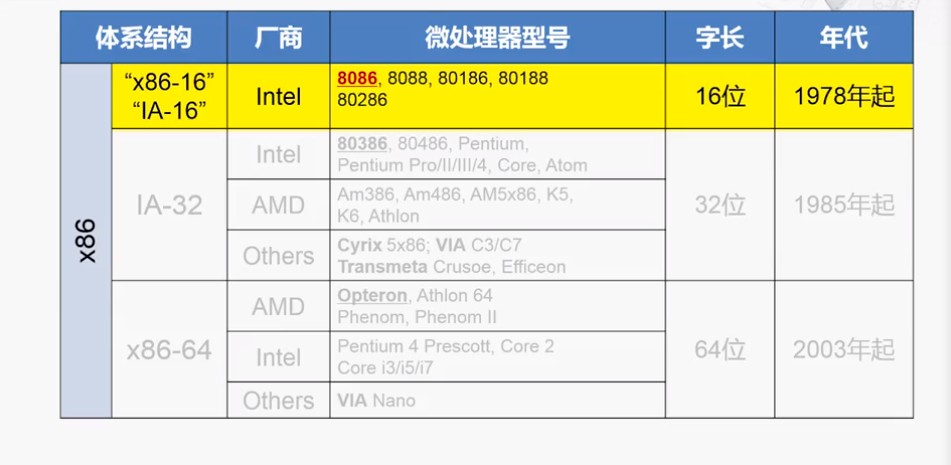 体系结构 厂商 微处理器型号 字长 年代
x86
“x86-16”
“IA-16”
Intel
8086, 8088, 80186, 80188
80286
16位
1978年起
IA-32
Intel
80386, 80486, Pentium,
Pentium Pro/II/III/4, Core, Atom
AMD
Am386, Am486, AM5x86, K5,
K6, Athlon
Others
Cyrix 5x86; VIA C3/C7
Transmeta Crusoe, Efficeon
32位
1985年起
x86-64
AMD
Opteron, Athlon 64
Phenom, Phenom II
Intel
Pentium 4 Prescott, Core 2
Core i3/i5/i7
Others
VIA Nano
64位
2003年起